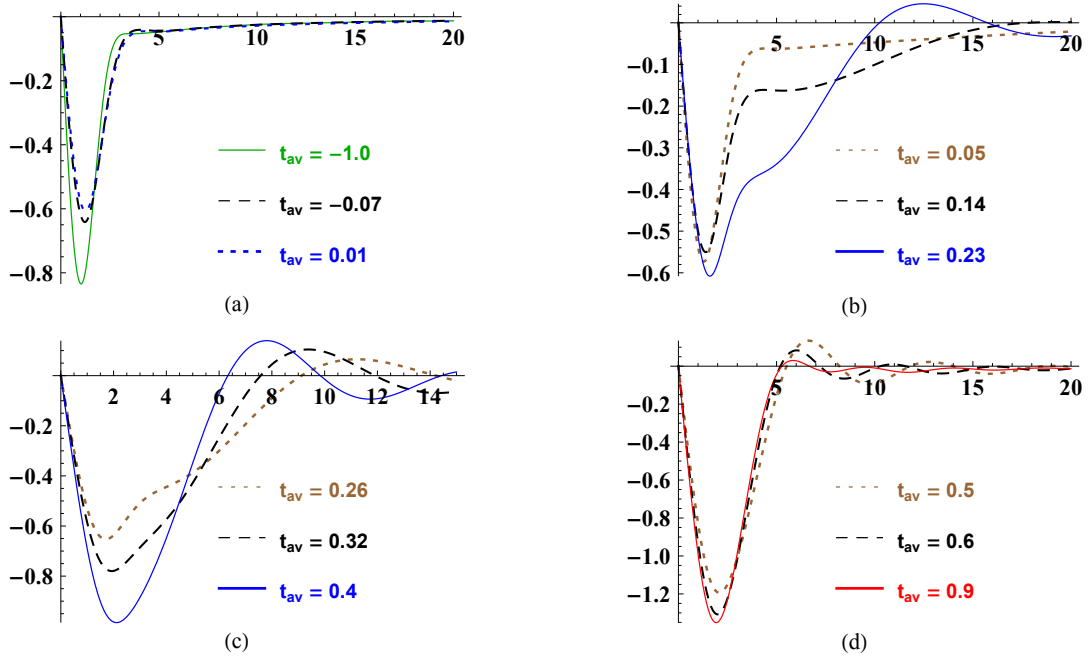 5 10 15 20
−0.2
−0.4
−0.6
−0.8
t_av = −1.0
t_av = −0.07
t_av = 0.01
(a)
5 10 15 20
−0.1
−0.2
−0.3
−0.4
−0.5
−0.6
t_av = 0.05
t_av = 0.14
t_av = 0.23
(b)
2 4 6 8 10 12 14
−0.2
−0.4
−0.6
−0.8
t_av = 0.26
t_av = 0.32
t_av = 0.4
(c)
5 10 15 20
−0.2
−0.4
−0.6
−0.8
−1.0
−1.2
t_av = 0.5
t_av = 0.6
t_av = 0.9
(d)